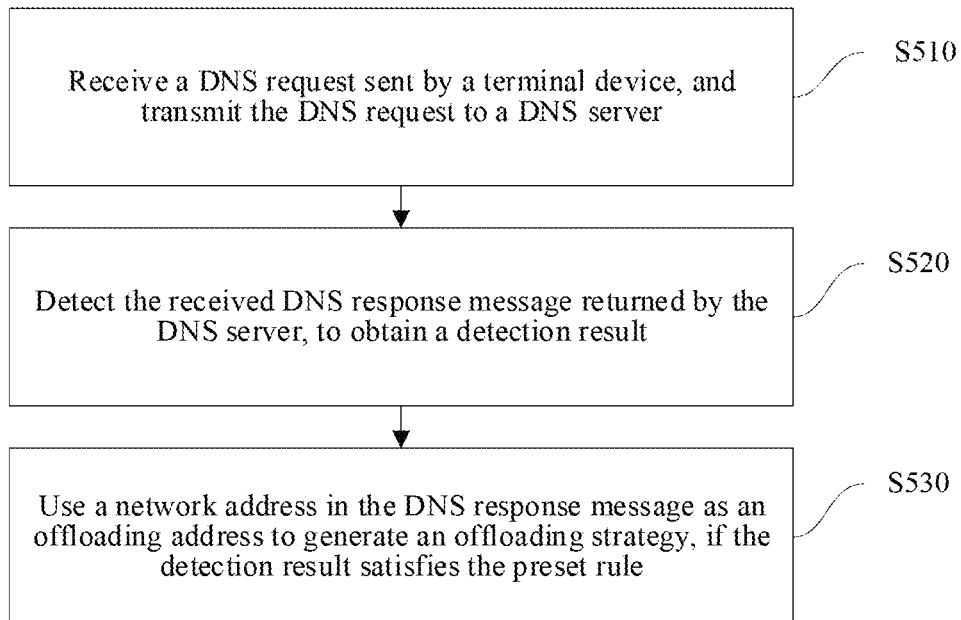 S510
Receive a DNS request sent by a terminal device, and
transmit the DNS request to a DNS server
S520
Detect the received DNS response message returned by the
DNS server, to obtain a detection result
S530
Use a network address in the DNS response message as an
offloading address to generate an offloading strategy, if the
detection result satisfies the preset rule